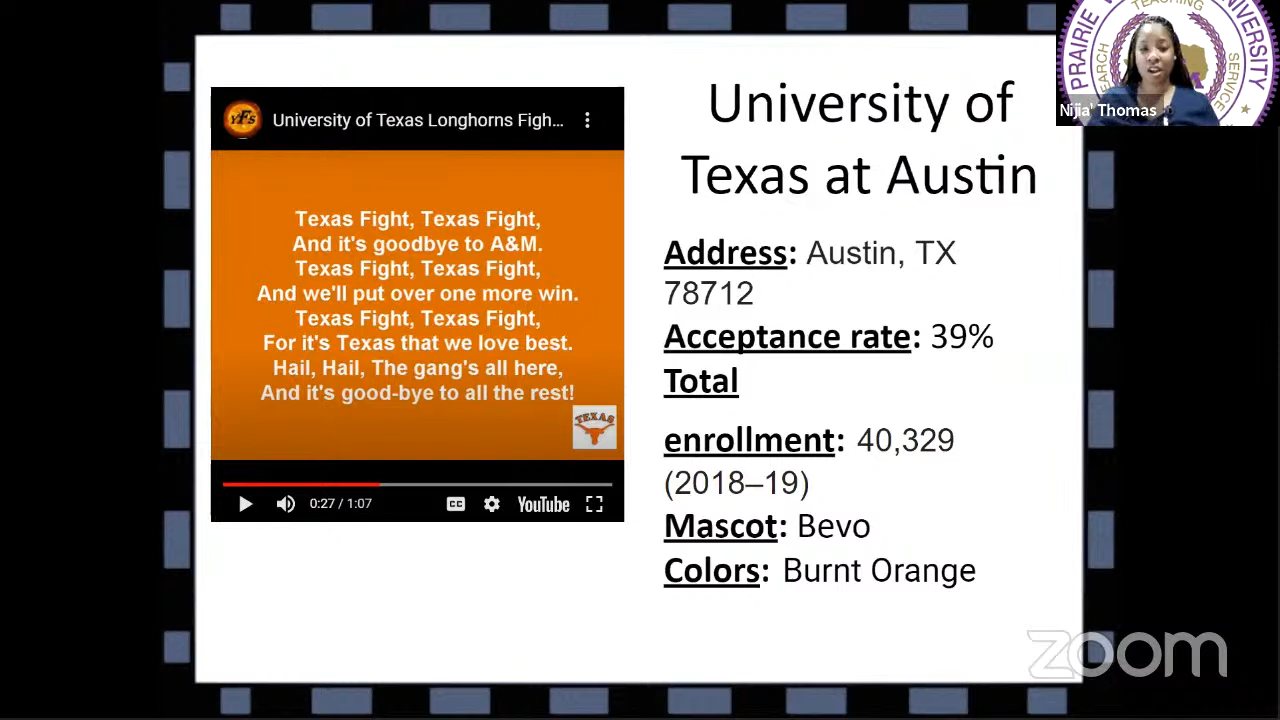 University of Texas Longhorns Figh...
Texas Fight, Texas Fight,
And it's goodbye to A&M.
Texas Fight, Texas Fight,
And we'll put over one more win.
Texas Fight, Texas Fight,
For it's Texas that we love best.
Hail, Hail, The gang's all here,
And it's good-bye to all the rest!
TEXAS
0:27 / 1:07
CC
YouTube
University of
Texas at Austin
Address: Austin, TX
78712
Acceptance rate: 39%
Total
enrollment: 40,329
(2018–19)
Mascot: Bevo
Colors: Burnt Orange
PRAIRIE
TEACHING
SERVICE
Nijia' Thomas
zoom